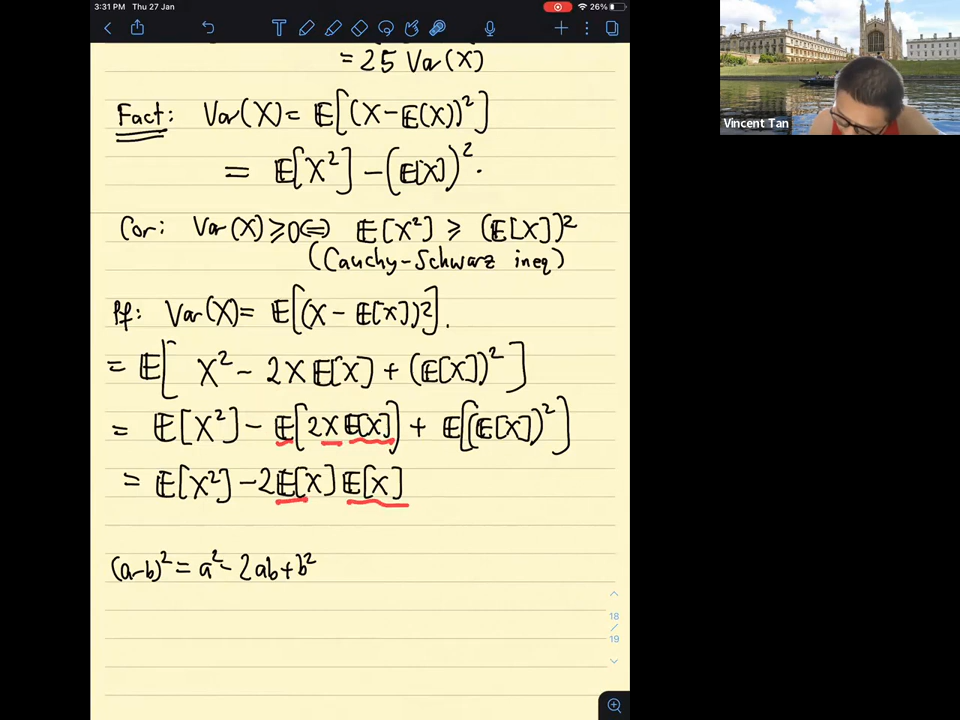 3:31 PM Thu 27 Jan
26%
= 25 Var(X)
Fact: Var(X) = 𝔼[(X-𝔼(X))²]
= 𝔼[X²] - (𝔼[X])².
Cor: Var(X) ≥ 0 ⇔ 𝔼[X²] ≥ (𝔼[X])²
(Cauchy-Schwarz ineq)
Pf: Var(X) = 𝔼[(X - 𝔼[X])²].
= 𝔼[X² - 2X𝔼[X] + (𝔼[X])²]
= 𝔼[X²] - 𝔼[2X𝔼[X]] + 𝔼[(𝔼[X])²]
= 𝔼[X²] - 2𝔼[X]𝔼[X]
(a-b)² = a² - 2ab + b²
18
/
19
Vincent Tan